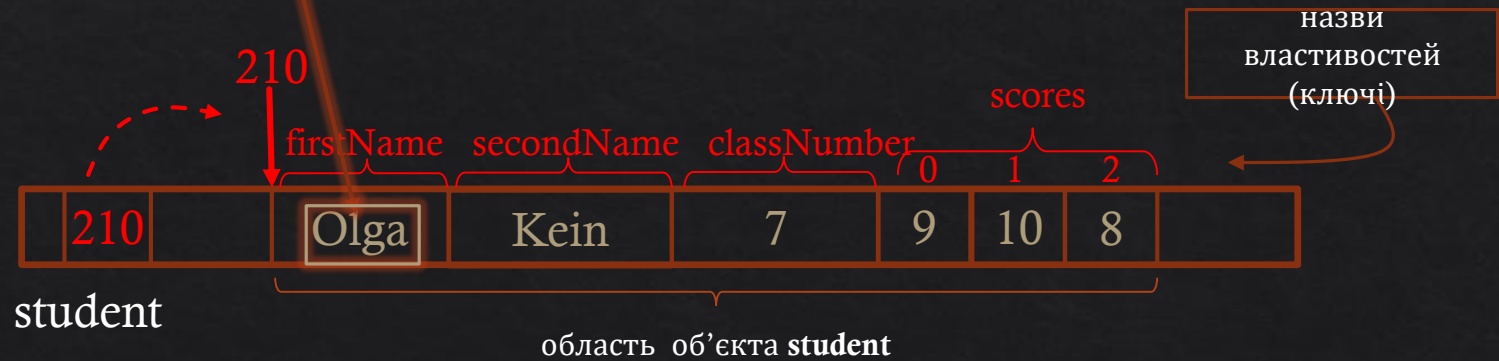 назви
властивостей
(ключі)
210
scores
firstName secondName classNumber
0 1 2
210 Olga Kein 7 9 10 8
student
область об’єкта student